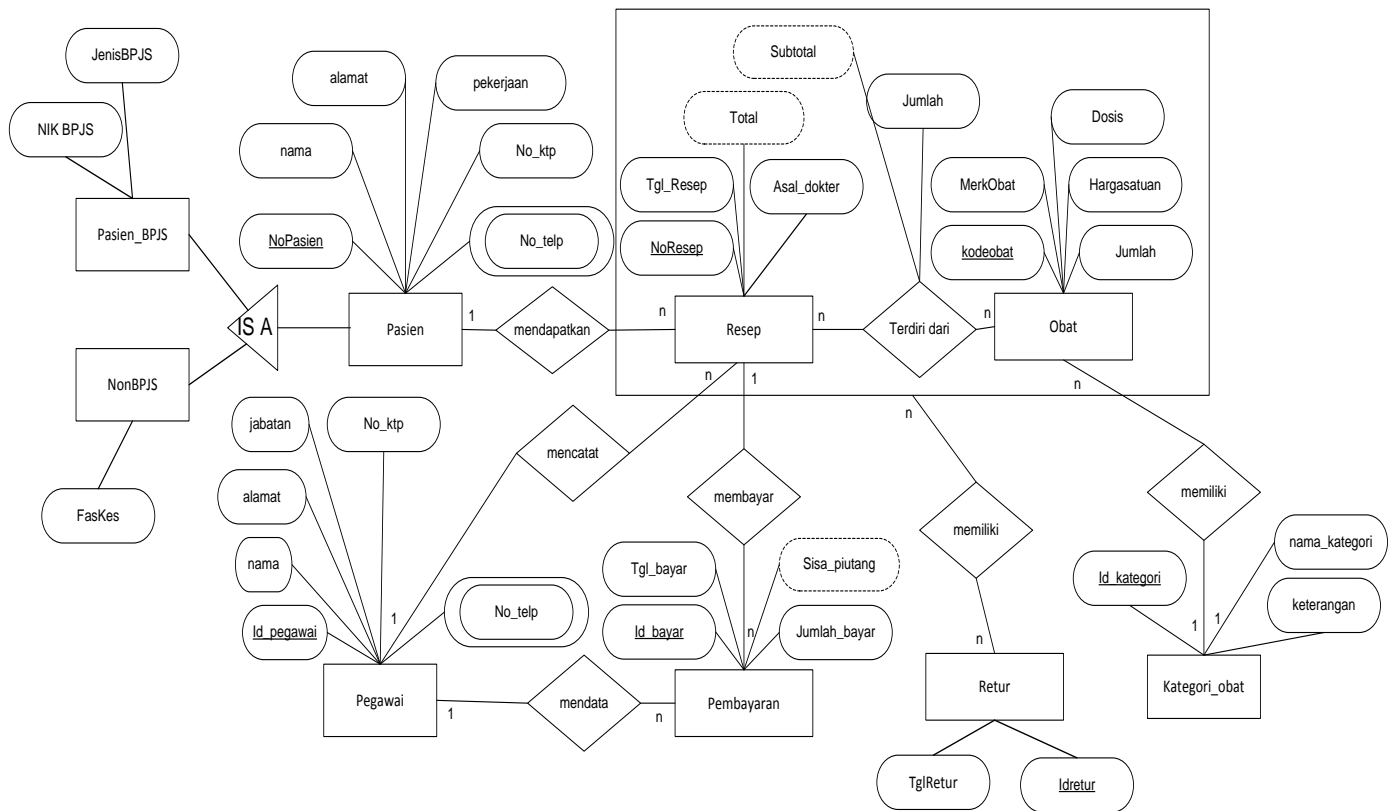 Subtotal
JenisBPJS
alamat
pekerjaan
Jumlah
Total
Dosis
NIK BPJS
nama
No_ktp
Tgl_Resep
Asal_dokter
MerkObat
Hargasatuan
Pasien_BPJS
NoPasien
No_telp
NoResep
kodeobat
Jumlah
IS A
Pasien
1
mendapatkan
n
Resep
n
Terdiri dari
n
Obat
NonBPJS
n
1
n
jabatan
No_ktp
n
mencatat
alamat
membayar
memiliki
memiliki
FasKes
nama
Tgl_bayar
Sisa_piutang
nama_kategori
Id_kategori
No_telp
keterangan
Id_pegawai
1
Id_bayar
n
Jumlah_bayar
n
1
1
Pegawai
1
mendata
n
Pembayaran
Retur
Kategori_obat
TglRetur
Idretur